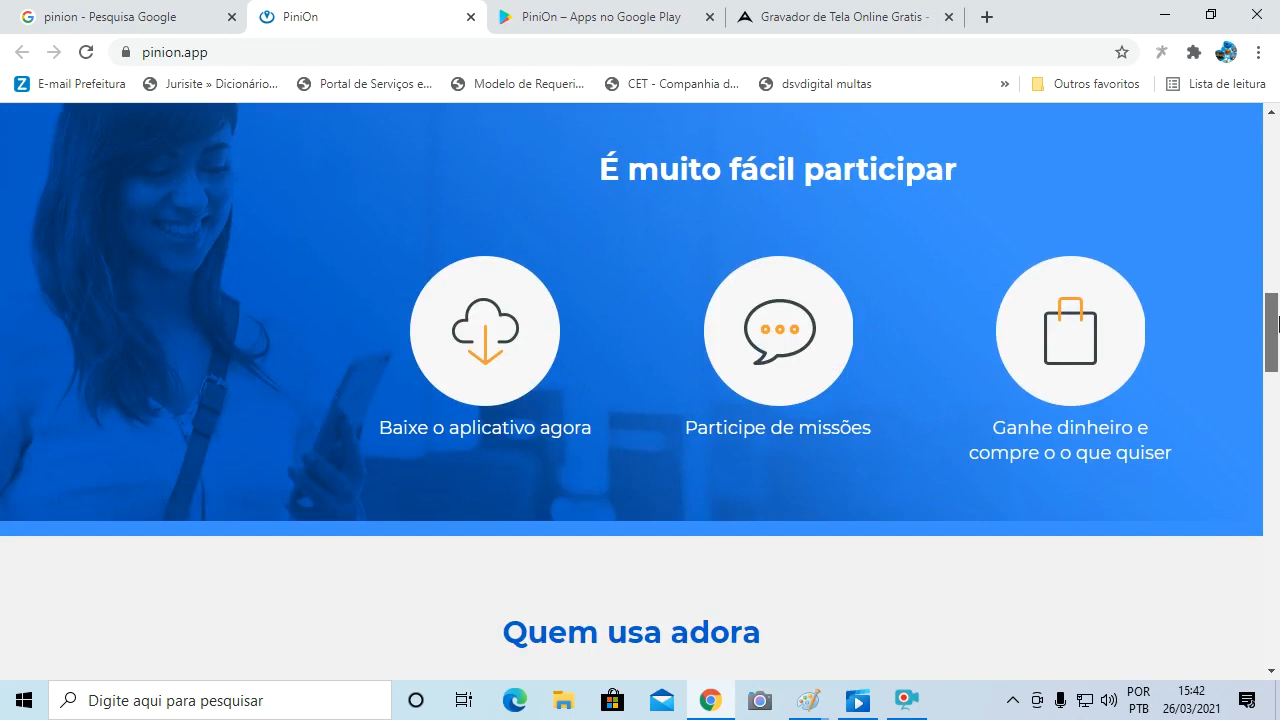 pinion - Pesquisa Google
PiniOn
PiniOn – Apps no Google Play
Gravador de Tela Online Gratis -
pinion.app
E-mail Prefeitura
Jurisite » Dicionário...
Portal de Serviços e...
Modelo de Requeri...
CET - Companhia d...
dsvdigital multas
»
Outros favoritos
Lista de leitura
É muito fácil participar
Baixe o aplicativo agora
Participe de missões
Ganhe dinheiro e
compre o o que quiser
Quem usa adora
Digite aqui para pesquisar
POR
PTB
15:42
26/03/2021